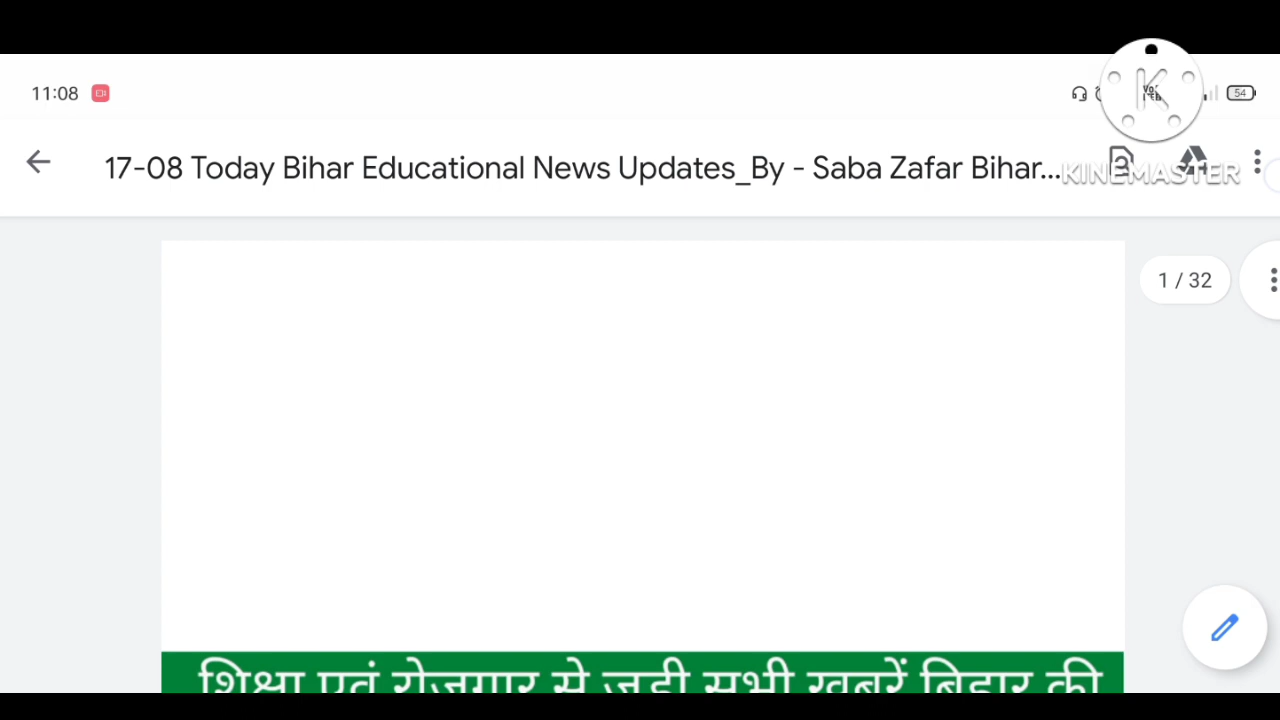 11:08
54
17-08 Today Bihar Educational News Updates_By - Saba Zafar Bihar...
KINEMASTER
1 / 32
शिक्षा एवं रोजगार से जुड़ी सभी खबरें बिहार की